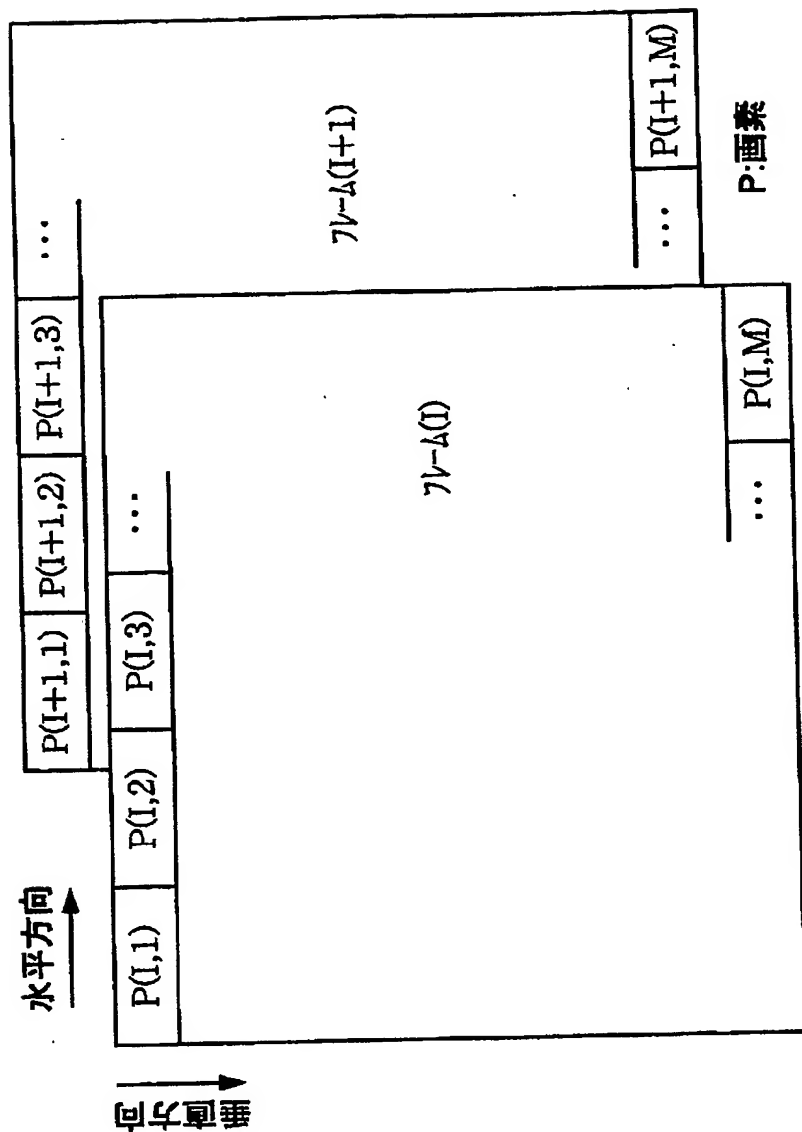 水平方向
垂直方向
P(I+1,1) P(I+1,2) P(I+1,3) …
P(I,1) P(I,2) P(I,3) …
フレーム(I+1)
フレーム(I)
… P(I+1,M)
… P(I,M)
P:画素